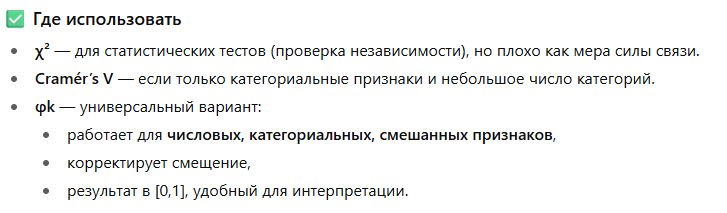 ✅ Где использовать
• χ² — для статистических тестов (проверка независимости), но плохо как мера силы связи.
• Cramér’s V — если только категориальные признаки и небольшое число категорий.
• φk — универсальный вариант:
• работает для числовых, категориальных, смешанных признаков,
• корректирует смещение,
• результат в [0,1], удобный для интерпретации.